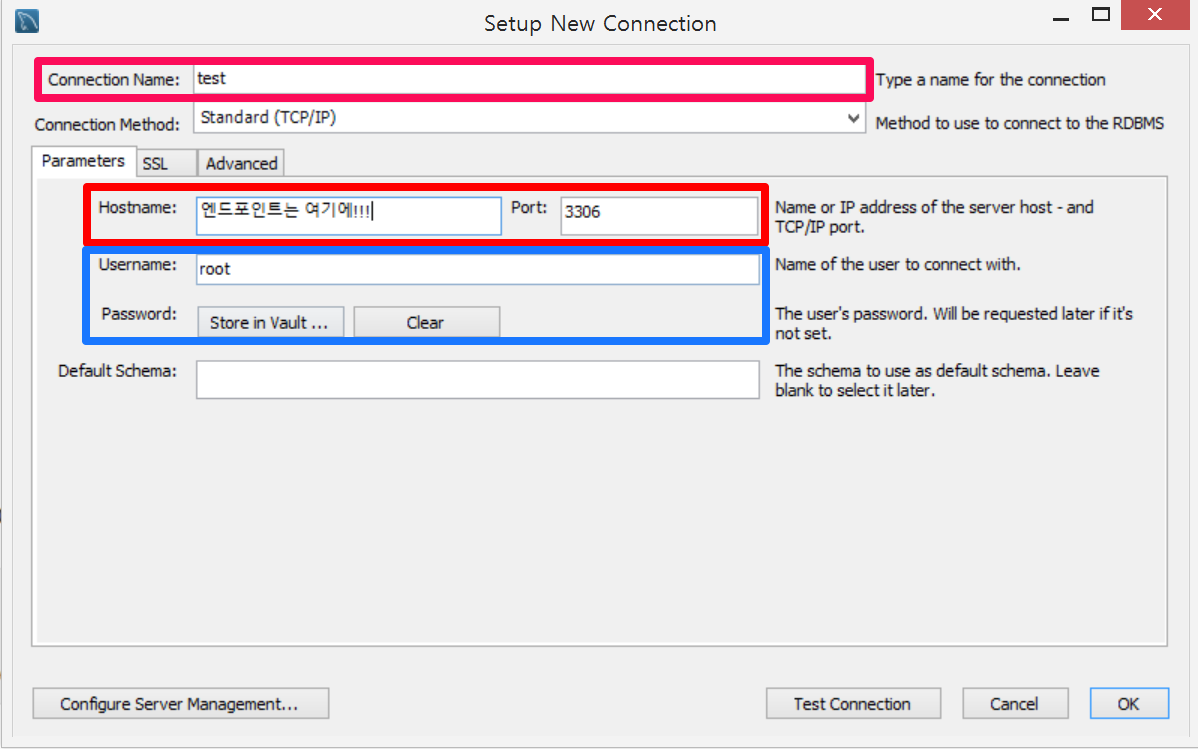 Setup New Connection
Connection Name: test Type a name for the connection
Connection Method: Standard (TCP/IP) Method to use to connect to the RDBMS
Parameters SSL Advanced
Hostname: 엔드포인트는 여기에!!! Port: 3306 Name or IP address of the server host - and
TCP/IP port.
Username: root Name of the user to connect with.
Password: Store in Vault ... Clear The user's password. Will be requested later if it's
not set.
Default Schema: The schema to use as default schema. Leave
blank to select it later.
Configure Server Management... Test Connection Cancel OK